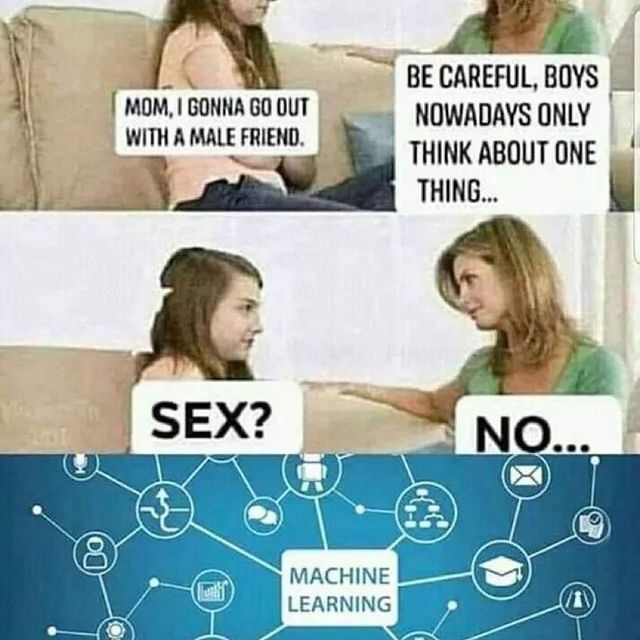 MOM, I GONNA GO OUT
WITH A MALE FRIEND.
BE CAREFUL, BOYS
NOWADAYS ONLY
THINK ABOUT ONE
THING...
SEX?
NO...
MACHINE
LEARNING